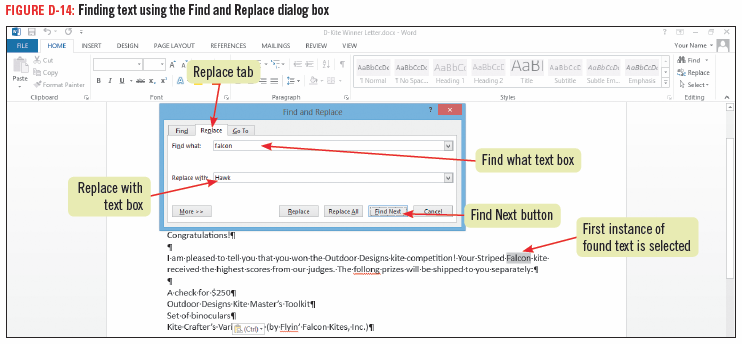 FIGURE D-14: Finding text using the Find and Replace dialog box
D-Kite Winner Letter.docx - Word
FILE HOME INSERT DESIGN PAGE LAYOUT REFERENCES MAILINGS REVIEW VIEW Your Name
Cut
Copy
Format Painter
Paste
Clipboard Font Paragraph Styles Editing
AaBbCcDc AaBbCcDc AaBbCc AaBbCcD AaBl AaBbCcD AaBbCcDt AaBbCcDt
¶ Normal ¶ No Spac... Heading 1 Heading 2 Title Subtitle Subtle Em... Emphasis
Find
Replace
Select
Replace tab
Find and Replace
Find Replace Go To
Find what: falcon
Find what text box
Replace with: Hawk
Replace with
text box
More >> Replace Replace All Find Next Cancel
Find Next button
First instance of
found text is selected
Congratulations!¶
¶
I·am·pleased·to·tell·you·that·you·won·the·Outdoor·Designs·kite·competition!·Your·Striped·Falcon·kite·
received·the·highest·scores·from·our·judges.·The·follong·prizes·will·be·shipped·to·you·separately:¶
¶
A·check·for·$250¶
Outdoor·Designs·Kite·Master's·Toolkit¶
Set·of·binoculars¶
Kite·Crafter's·Vari (Ctrl) (by·Flyin'·Falcon·Kites,·Inc.)¶